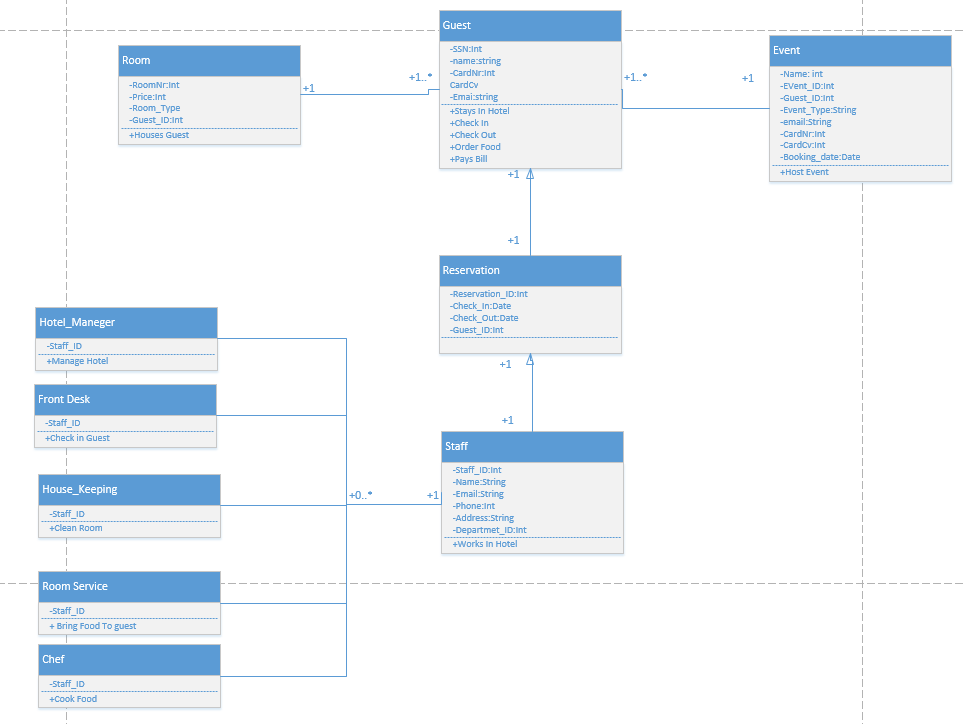 Guest
-SSN:Int
-name:string
-CardNr:Int
CardCv
-Emai:string
+Stays In Hotel
+Check In
+Check Out
+Order Food
+Pays Bill
Room
-RoomNr:Int
-Price:Int
-Room_Type
-Guest_ID:Int
+Houses Guest
+1
+1..*
+1..*
+1
Event
-Name: int
-EVent_ID:Int
-Guest_ID:Int
-Event_Type:String
-email:String
-CardNr:Int
-CardCv:Int
-Booking_date:Date
+Host Event
+1
+1
Reservation
-Reservation_ID:Int
-Check_In:Date
-Check_Out:Date
-Guest_ID:Int
+1
+1
Hotel_Maneger
-Staff_ID
+Manage Hotel
Front Desk
-Staff_ID
+Check in Guest
House_Keeping
-Staff_ID
+Clean Room
+0..*
+1
Staff
-Staff_ID:Int
-Name:String
-Email:String
-Phone:Int
-Address:String
-Departmet_ID:Int
+Works In Hotel
Room Service
-Staff_ID
+ Bring Food To guest
Chef
-Staff_ID
+Cook Food